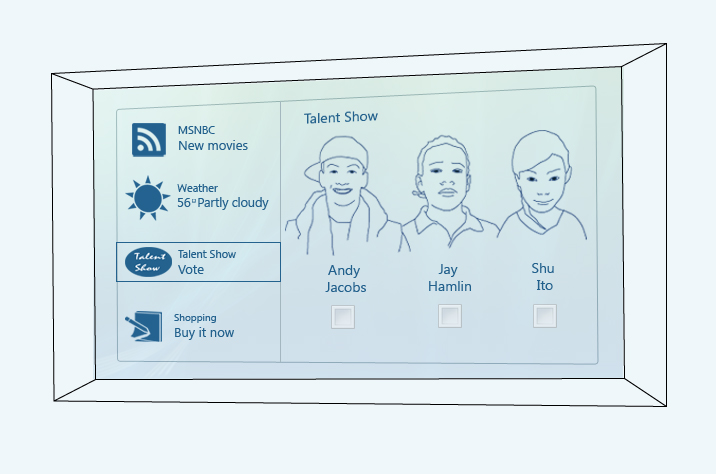 MSNBC
New movies
Weather
56°Partly cloudy
Talent
Show
Talent Show
Vote
Shopping
Buy it now
Talent Show
Andy
Jacobs
Jay
Hamlin
Shu
Ito